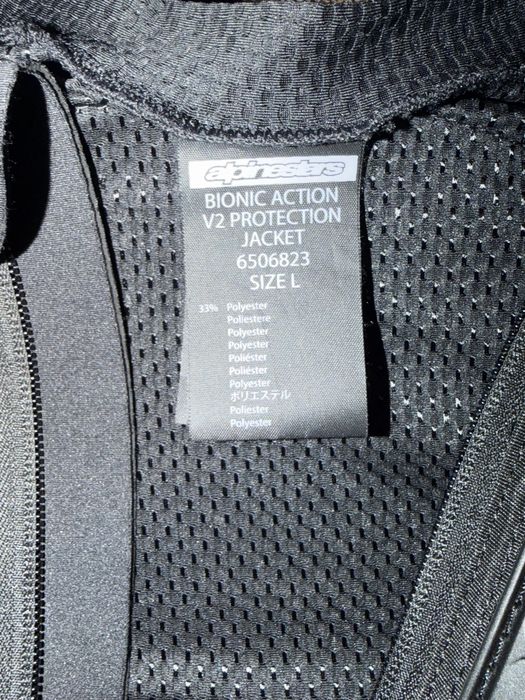 alpinestars
BIONIC ACTION
V2 PROTECTION
JACKET
6506823
SIZE L
33% Polyester
Poliestere
Polyester
Polyester
Poliéster
Poliéster
Polyester
ポリエステル
Poliester
Polyester